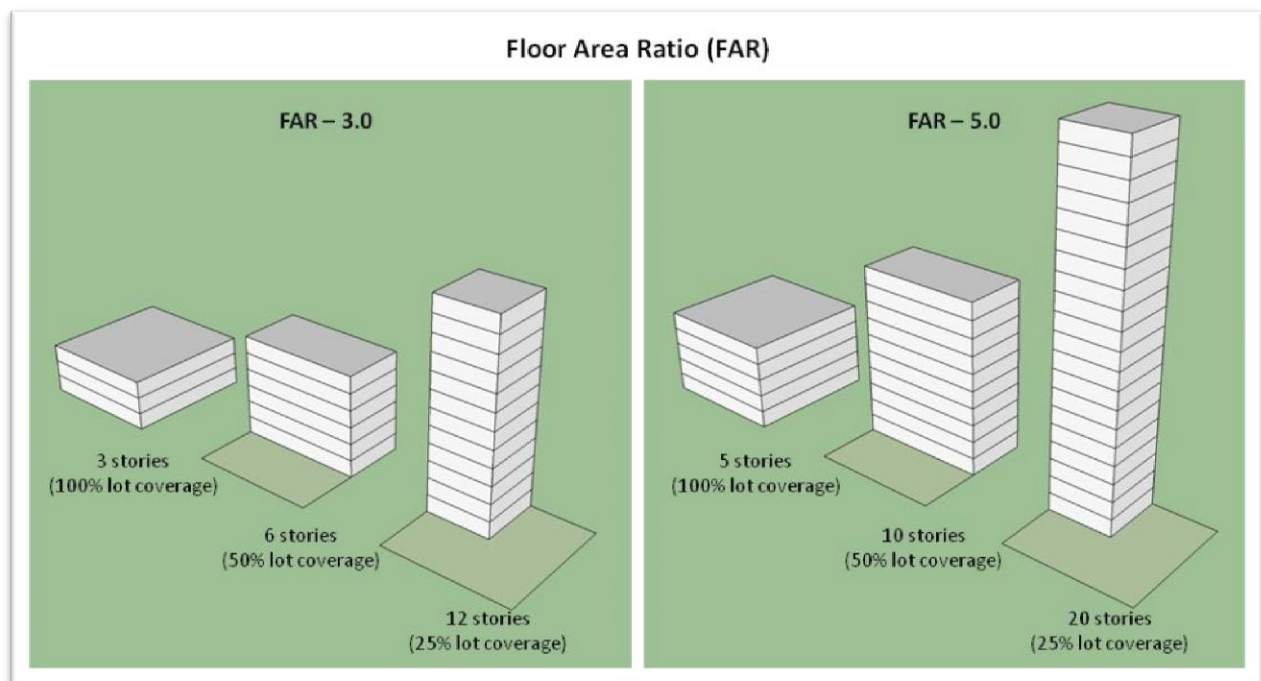 Floor Area Ratio (FAR)
FAR – 3.0
3 stories
(100% lot coverage)
6 stories
(50% lot coverage)
12 stories
(25% lot coverage)
FAR – 5.0
5 stories
(100% lot coverage)
10 stories
(50% lot coverage)
20 stories
(25% lot coverage)